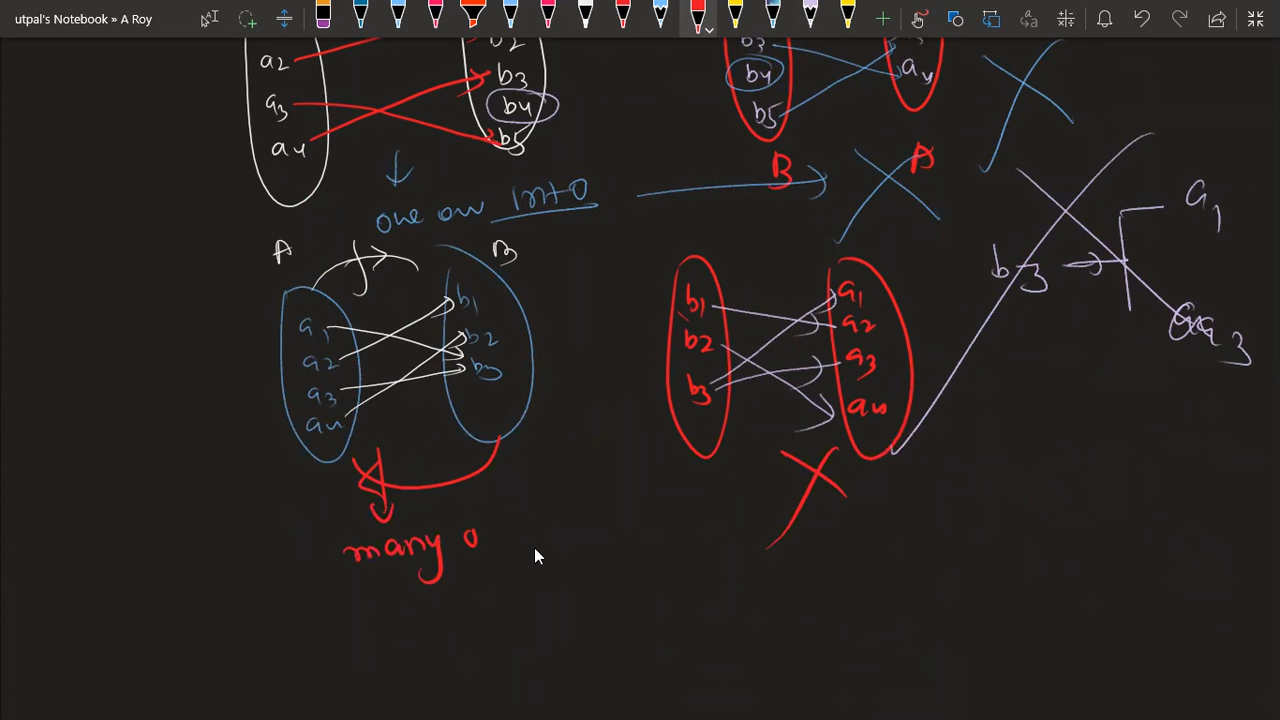 utpal's Notebook » A Roy
a2
b2
b3
a3
b4
a4
b5
b3
b4
b5
a4
B
A
one one INTO
A
f
B
a1
b1
a2
b2
a3
b3
a4
b1
a1
b2
a2
b3
a3
a4
b3
a1
a3
many o